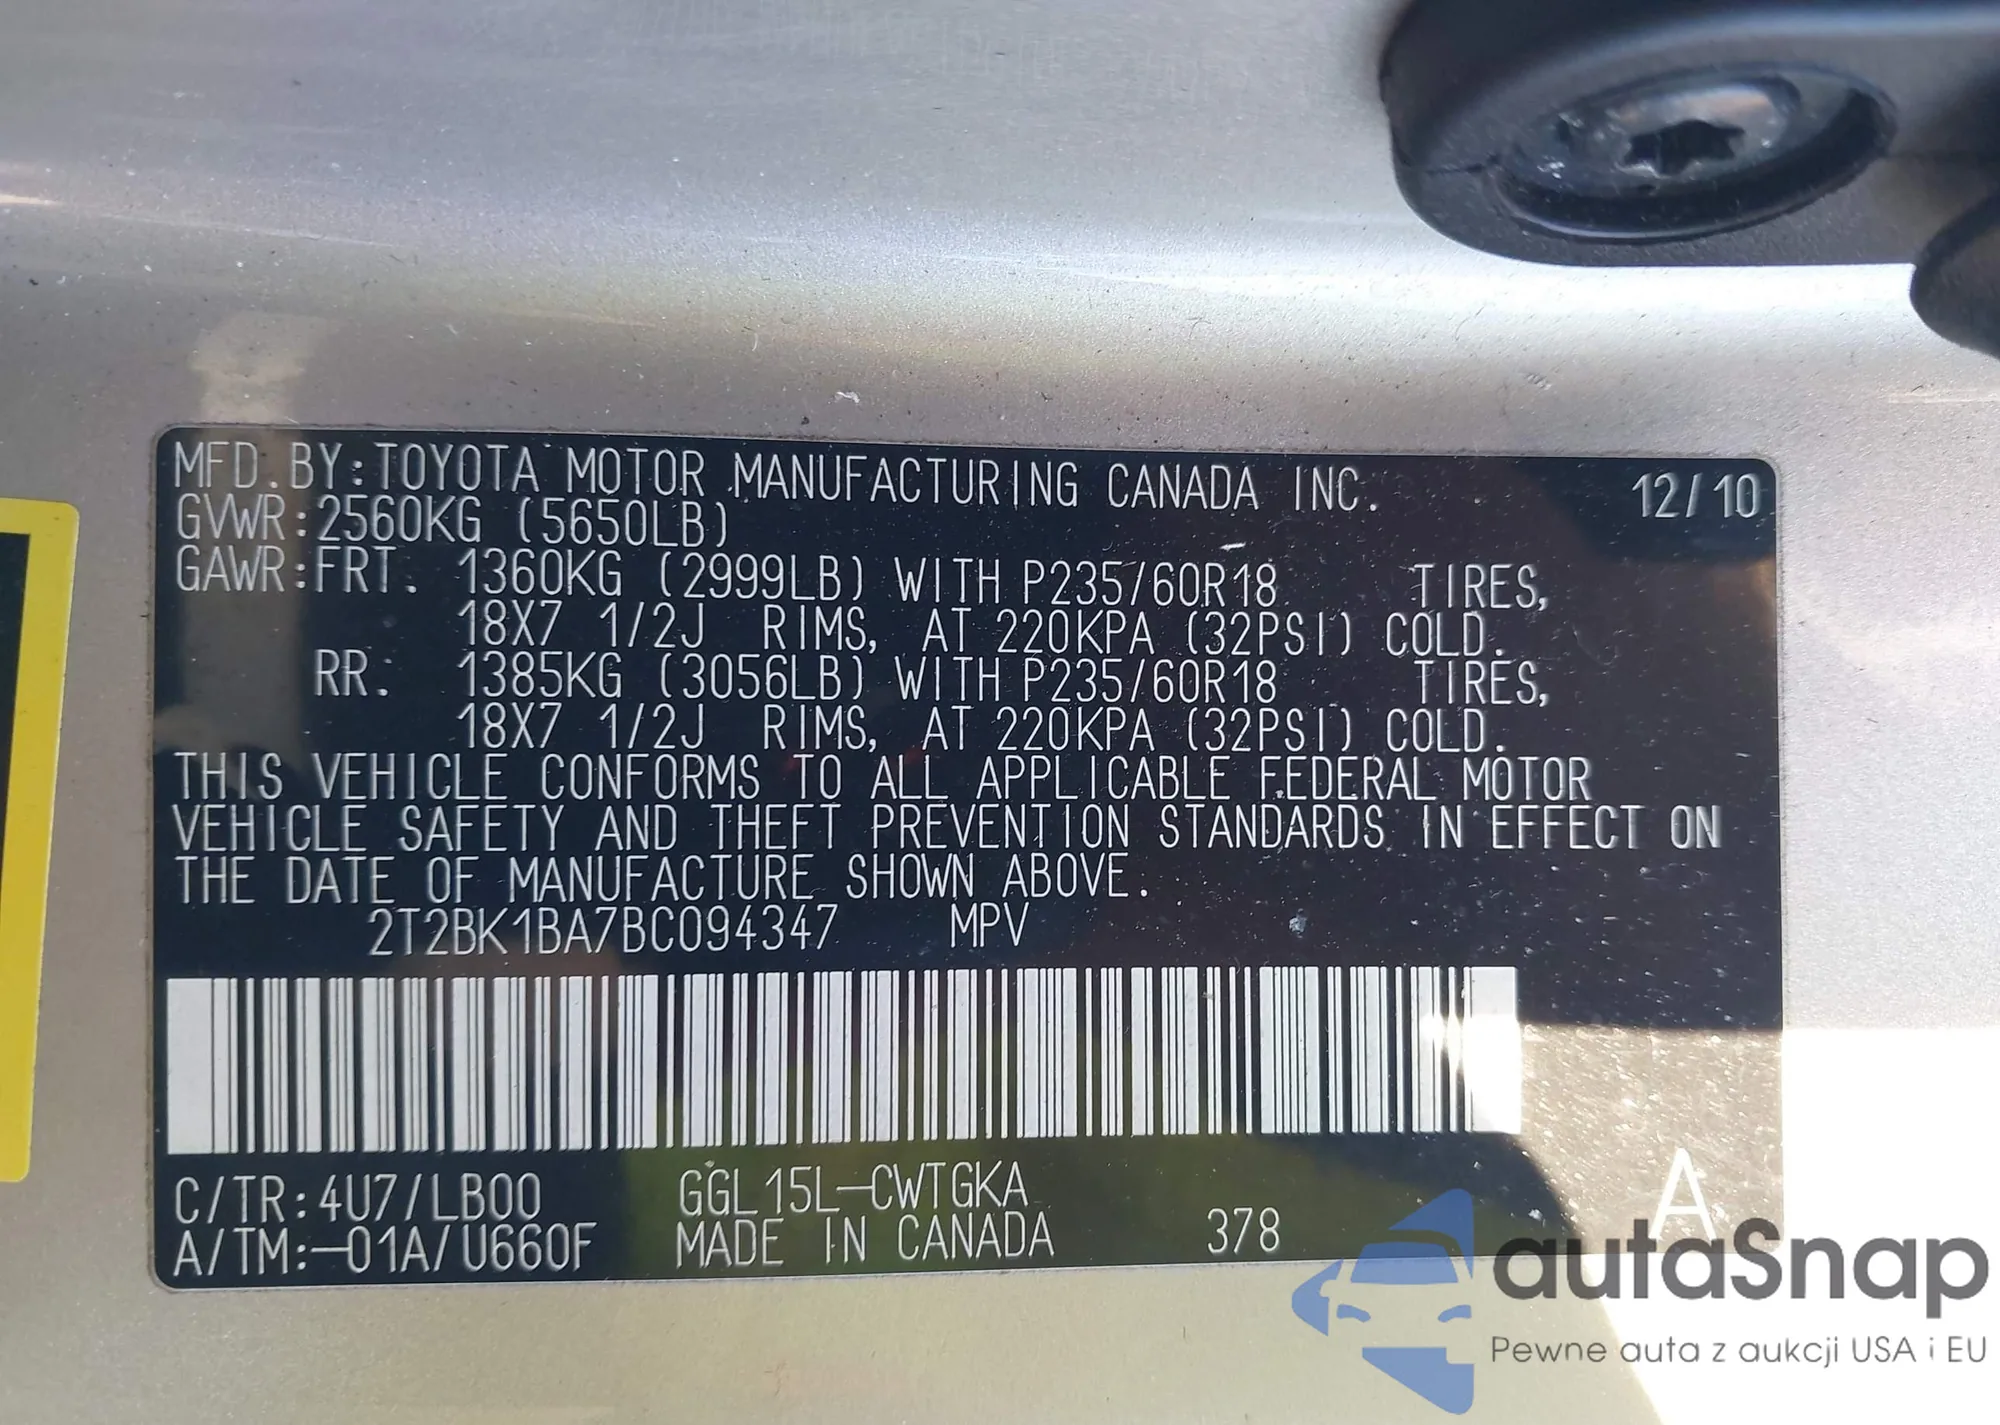 MFD. BY:TOYOTA MOTOR MANUFACTURING CANADA INC. 12/10
GVWR:2560KG (5650LB)
GAWR:FRT. 1360KG (2999LB) WITH P235/60R18 TIRES,
18X7 1/2J RIMS, AT 220KPA (32PSI) COLD.
RR: 1385KG (3056LB) WITH P235/60R18 TIRES,
18X7 1/2J RIMS, AT 220KPA (32PSI) COLD.
THIS VEHICLE CONFORMS TO ALL APPLICABLE FEDERAL MOTOR
VEHICLE SAFETY AND THEFT PREVENTION STANDARDS IN EFFECT ON
THE DATE OF MANUFACTURE SHOWN ABOVE.
2T2BK1BA7BC094347 MPV
C/TR:4U7/LB00 GGL15L-CWTGKA A
A/TM:-01A/U660F MADE IN CANADA 378
autaSnap
Pewne auta z aukcji USA i EU